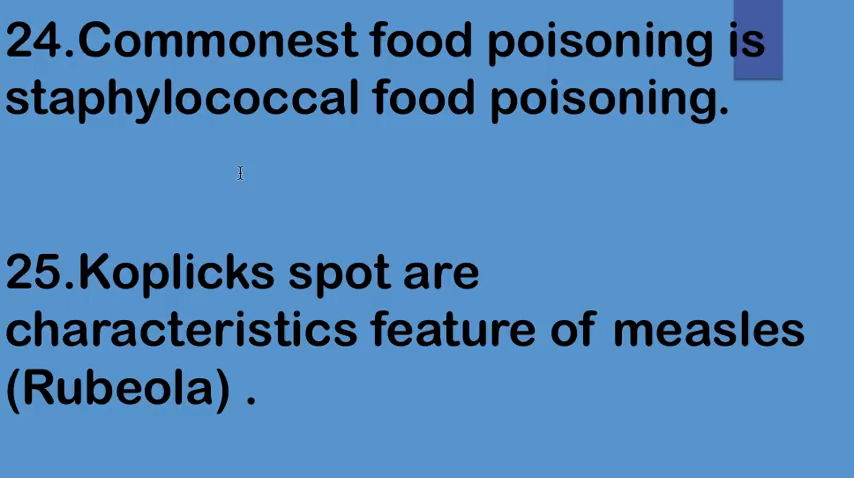 24.Commonest food poisoning is
staphylococcal food poisoning.
25.Koplicks spot are
characteristics feature of measles
(Rubeola) .